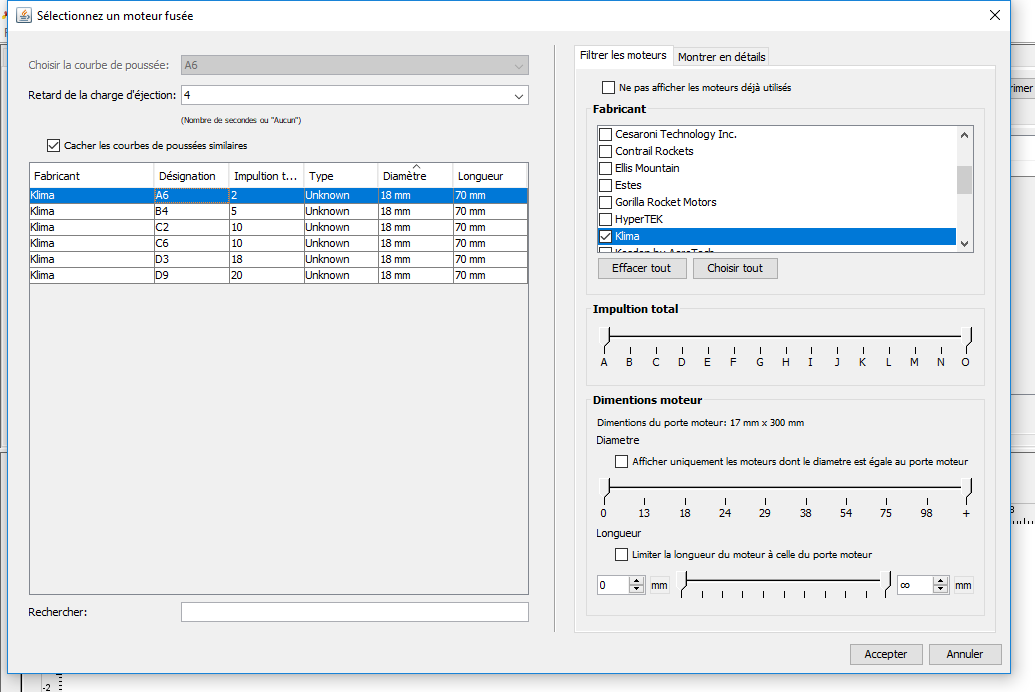 Sélectionnez un moteur fusée
Choisir la courbe de poussée: A6
Retard de la charge d'éjection: 4
(Nombre de secondes ou "Aucun")
Cacher les courbes de poussées similaires
Fabricant Désignation Impultion t... Type Diamètre Longueur
Klima A6 2 Unknown 18 mm 70 mm
Klima B4 5 Unknown 18 mm 70 mm
Klima C2 10 Unknown 18 mm 70 mm
Klima C6 10 Unknown 18 mm 70 mm
Klima D3 18 Unknown 18 mm 70 mm
Klima D9 20 Unknown 18 mm 70 mm
Rechercher:
Filtrer les moteurs Montrer en détails
Ne pas afficher les moteurs déjà utilisés
Fabricant
Cesaroni Technology Inc.
Contrail Rockets
Ellis Mountain
Estes
Gorilla Rocket Motors
HyperTEK
Klima
Effacer tout Choisir tout
Impultion total
A B C D E F G H I J K L M N O
Dimentions moteur
Dimentions du porte moteur: 17 mm x 300 mm
Diametre
Afficher uniquement les moteurs dont le diametre est égale au porte moteur
0 13 18 24 29 38 54 75 98 +
Longueur
Limiter la longueur du moteur à celle du porte moteur
0 mm ∞ mm
Accepter Annuler
rimer
-2